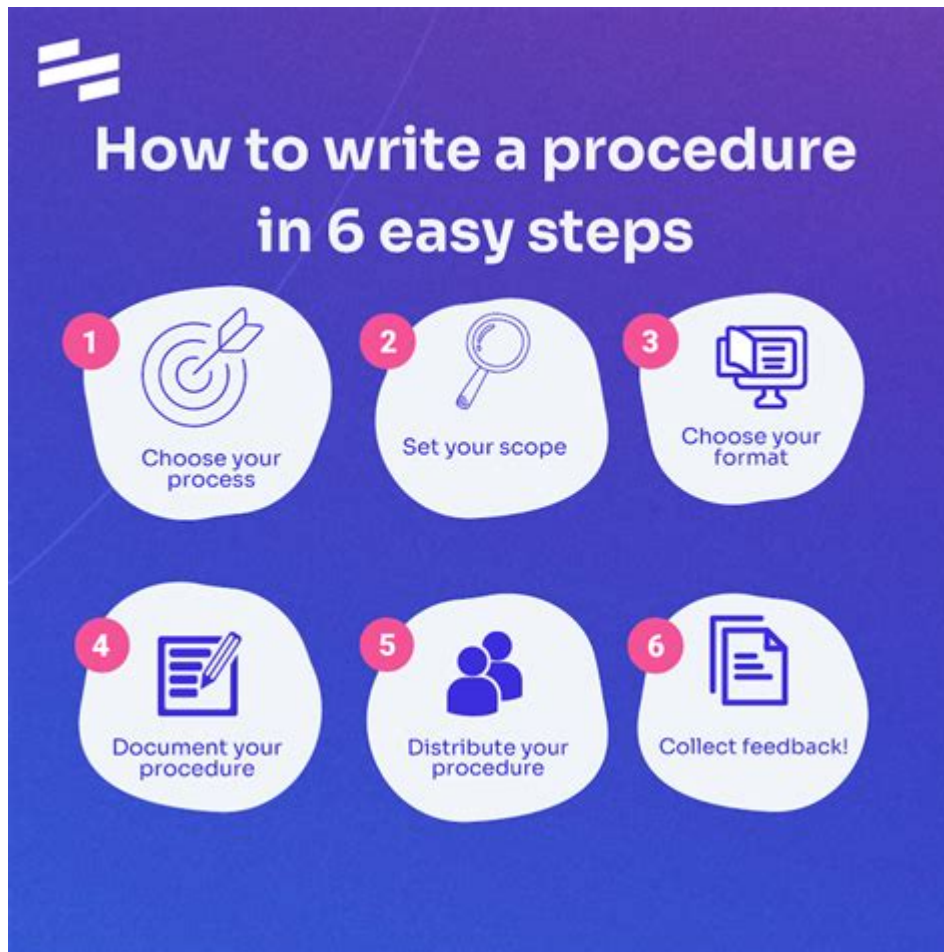 How to write a procedure
in 6 easy steps
1
Choose your
process
2
Set your scope
3
Choose your
format
4
Document your
procedure
5
Distribute your
procedure
6
Collect feedback!